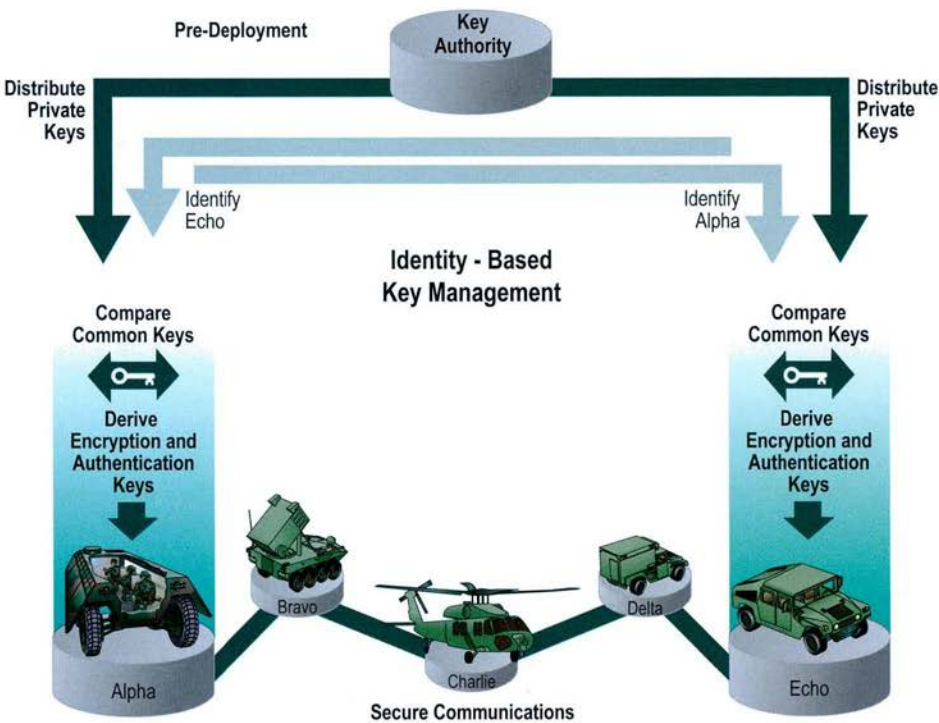 Pre-Deployment
Key
Authority
Distribute
Private
Keys
Distribute
Private
Keys
Identify
Echo
Identify
Alpha
Identity - Based
Key Management
Compare
Common Keys
Derive
Encryption and
Authentication
Keys
Compare
Common Keys
Derive
Encryption and
Authentication
Keys
Bravo
Delta
Alpha
Charlie
Echo
Secure Communications